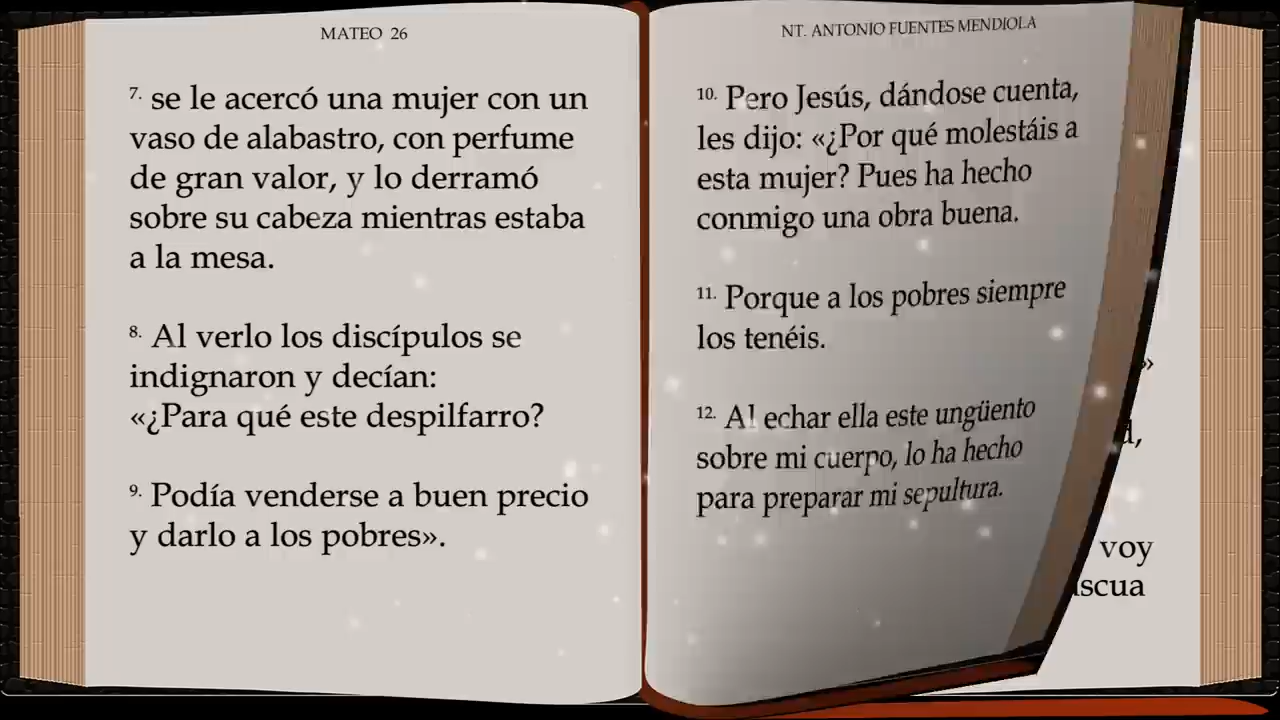 MATEO 26
7. se le acercó una mujer con un
vaso de alabastro, con perfume
de gran valor, y lo derramó
sobre su cabeza mientras estaba
a la mesa.
8. Al verlo los discípulos se
indignaron y decían:
«¿Para qué este despilfarro?
9. Podía venderse a buen precio
y darlo a los pobres».
NT. ANTONIO FUENTES MENDIOLA
10. Pero Jesús, dándose cuenta,
les dijo: «¿Por qué molestáis a
esta mujer? Pues ha hecho
conmigo una obra buena.
11. Porque a los pobres siempre
los tenéis.
12. Al echar ella este ungüento
sobre mi cuerpo, lo ha hecho
para preparar mi sepultura.
voy